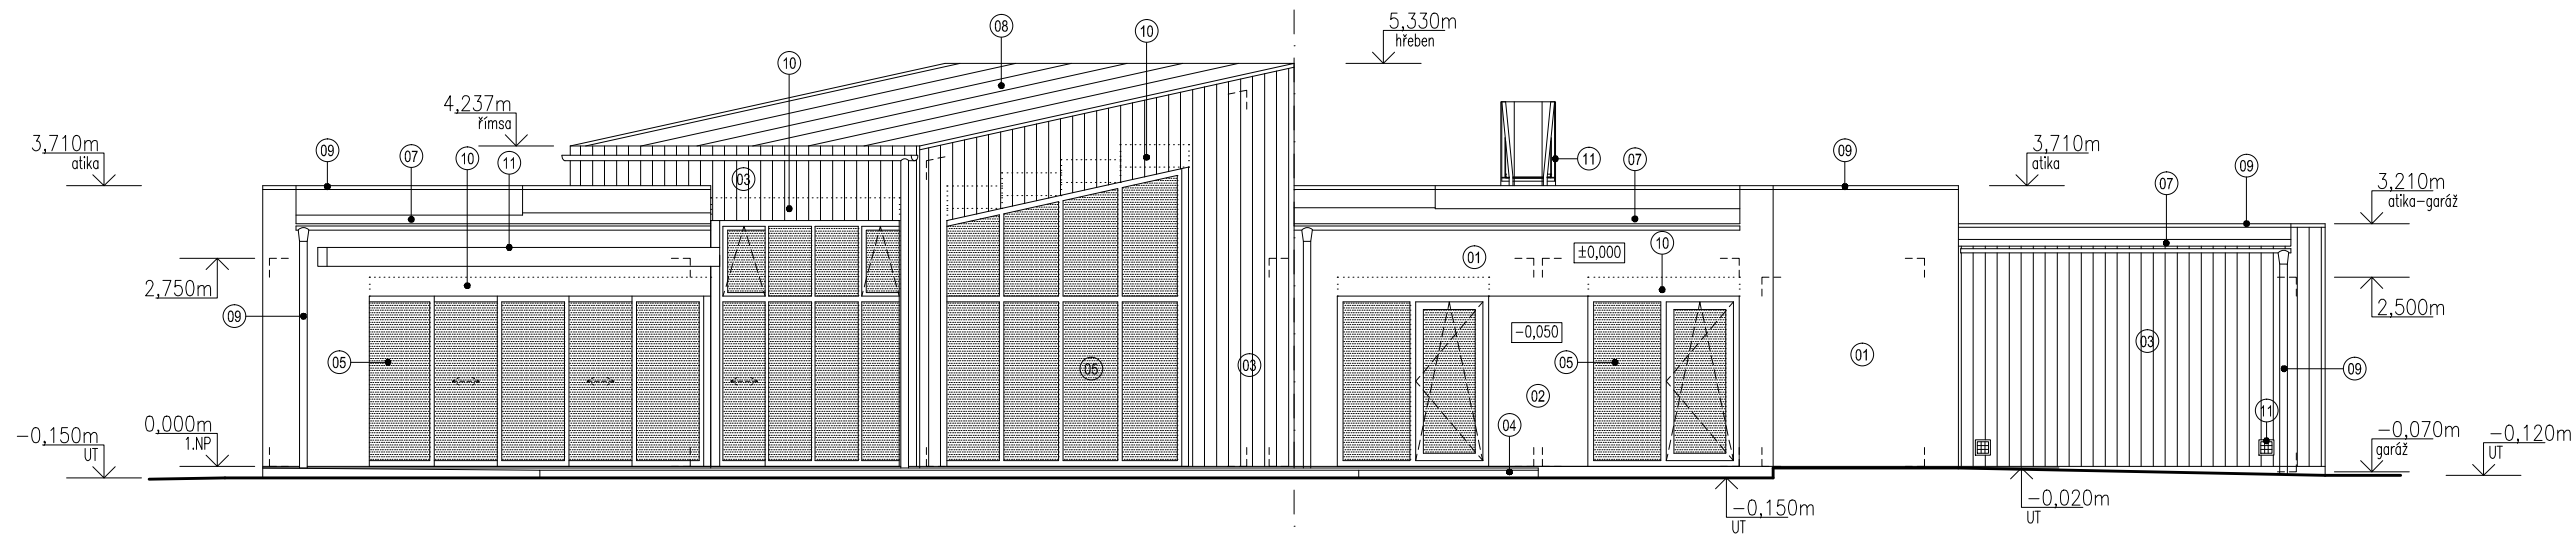 08
10
5,330m
hřeben
10
4,237m
římsa
3,710m
atika
09
07
10
11
03
11
07
09
3,710m
atika
07
09
3,210m
atika-garáž
10
2,750m
09
01
±0,000
10
2,500m
05
05
03
-0,050
05
01
03
09
02
0,000m
1.NP
-0,150m
UT
04
11
-0,070m
garáž
-0,120m
UT
-0,150m
UT
-0,020m
UT